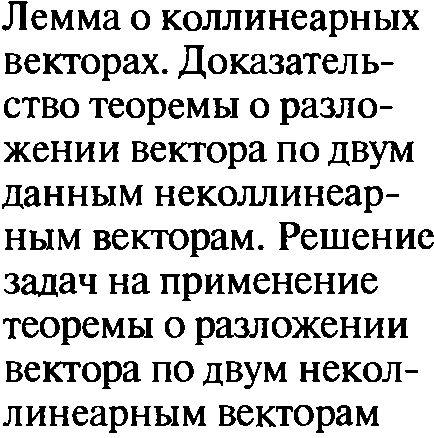 Лемма о коллинеарных
векторах. Доказатель-
ство теоремы о разло-
жении вектора по двум
данным неколлинеар-
ным векторам. Решение
задач на применение
теоремы о разложении
вектора по двум некол-
линеарным векторам